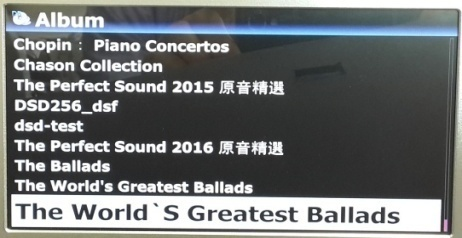 Album
Chopin : Piano Concertos
Chason Collection
The Perfect Sound 2015 原音精選
DSD256_dsf
dsd-test
The Perfect Sound 2016 原音精選
The Ballads
The World's Greatest Ballads
The World`S Greatest Ballads